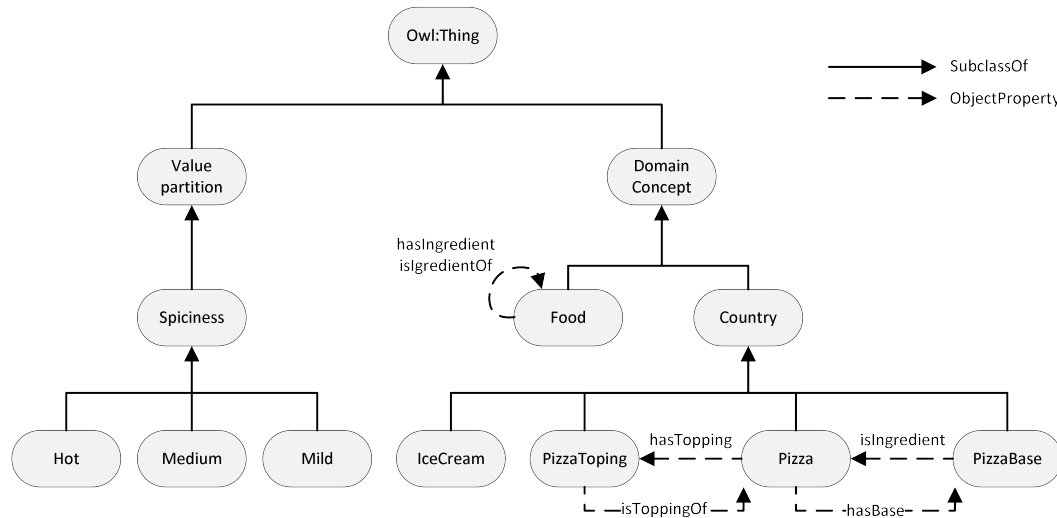 Owl:Thing
SubclassOf
ObjectProperty
Value
partition
Domain
Concept
hasIngredient
isIgredientOf
Spiciness
Food
Country
hasTopping
isIngredient
Hot
Medium
Mild
IceCream
PizzaToping
Pizza
PizzaBase
isToppingOf
hasBase